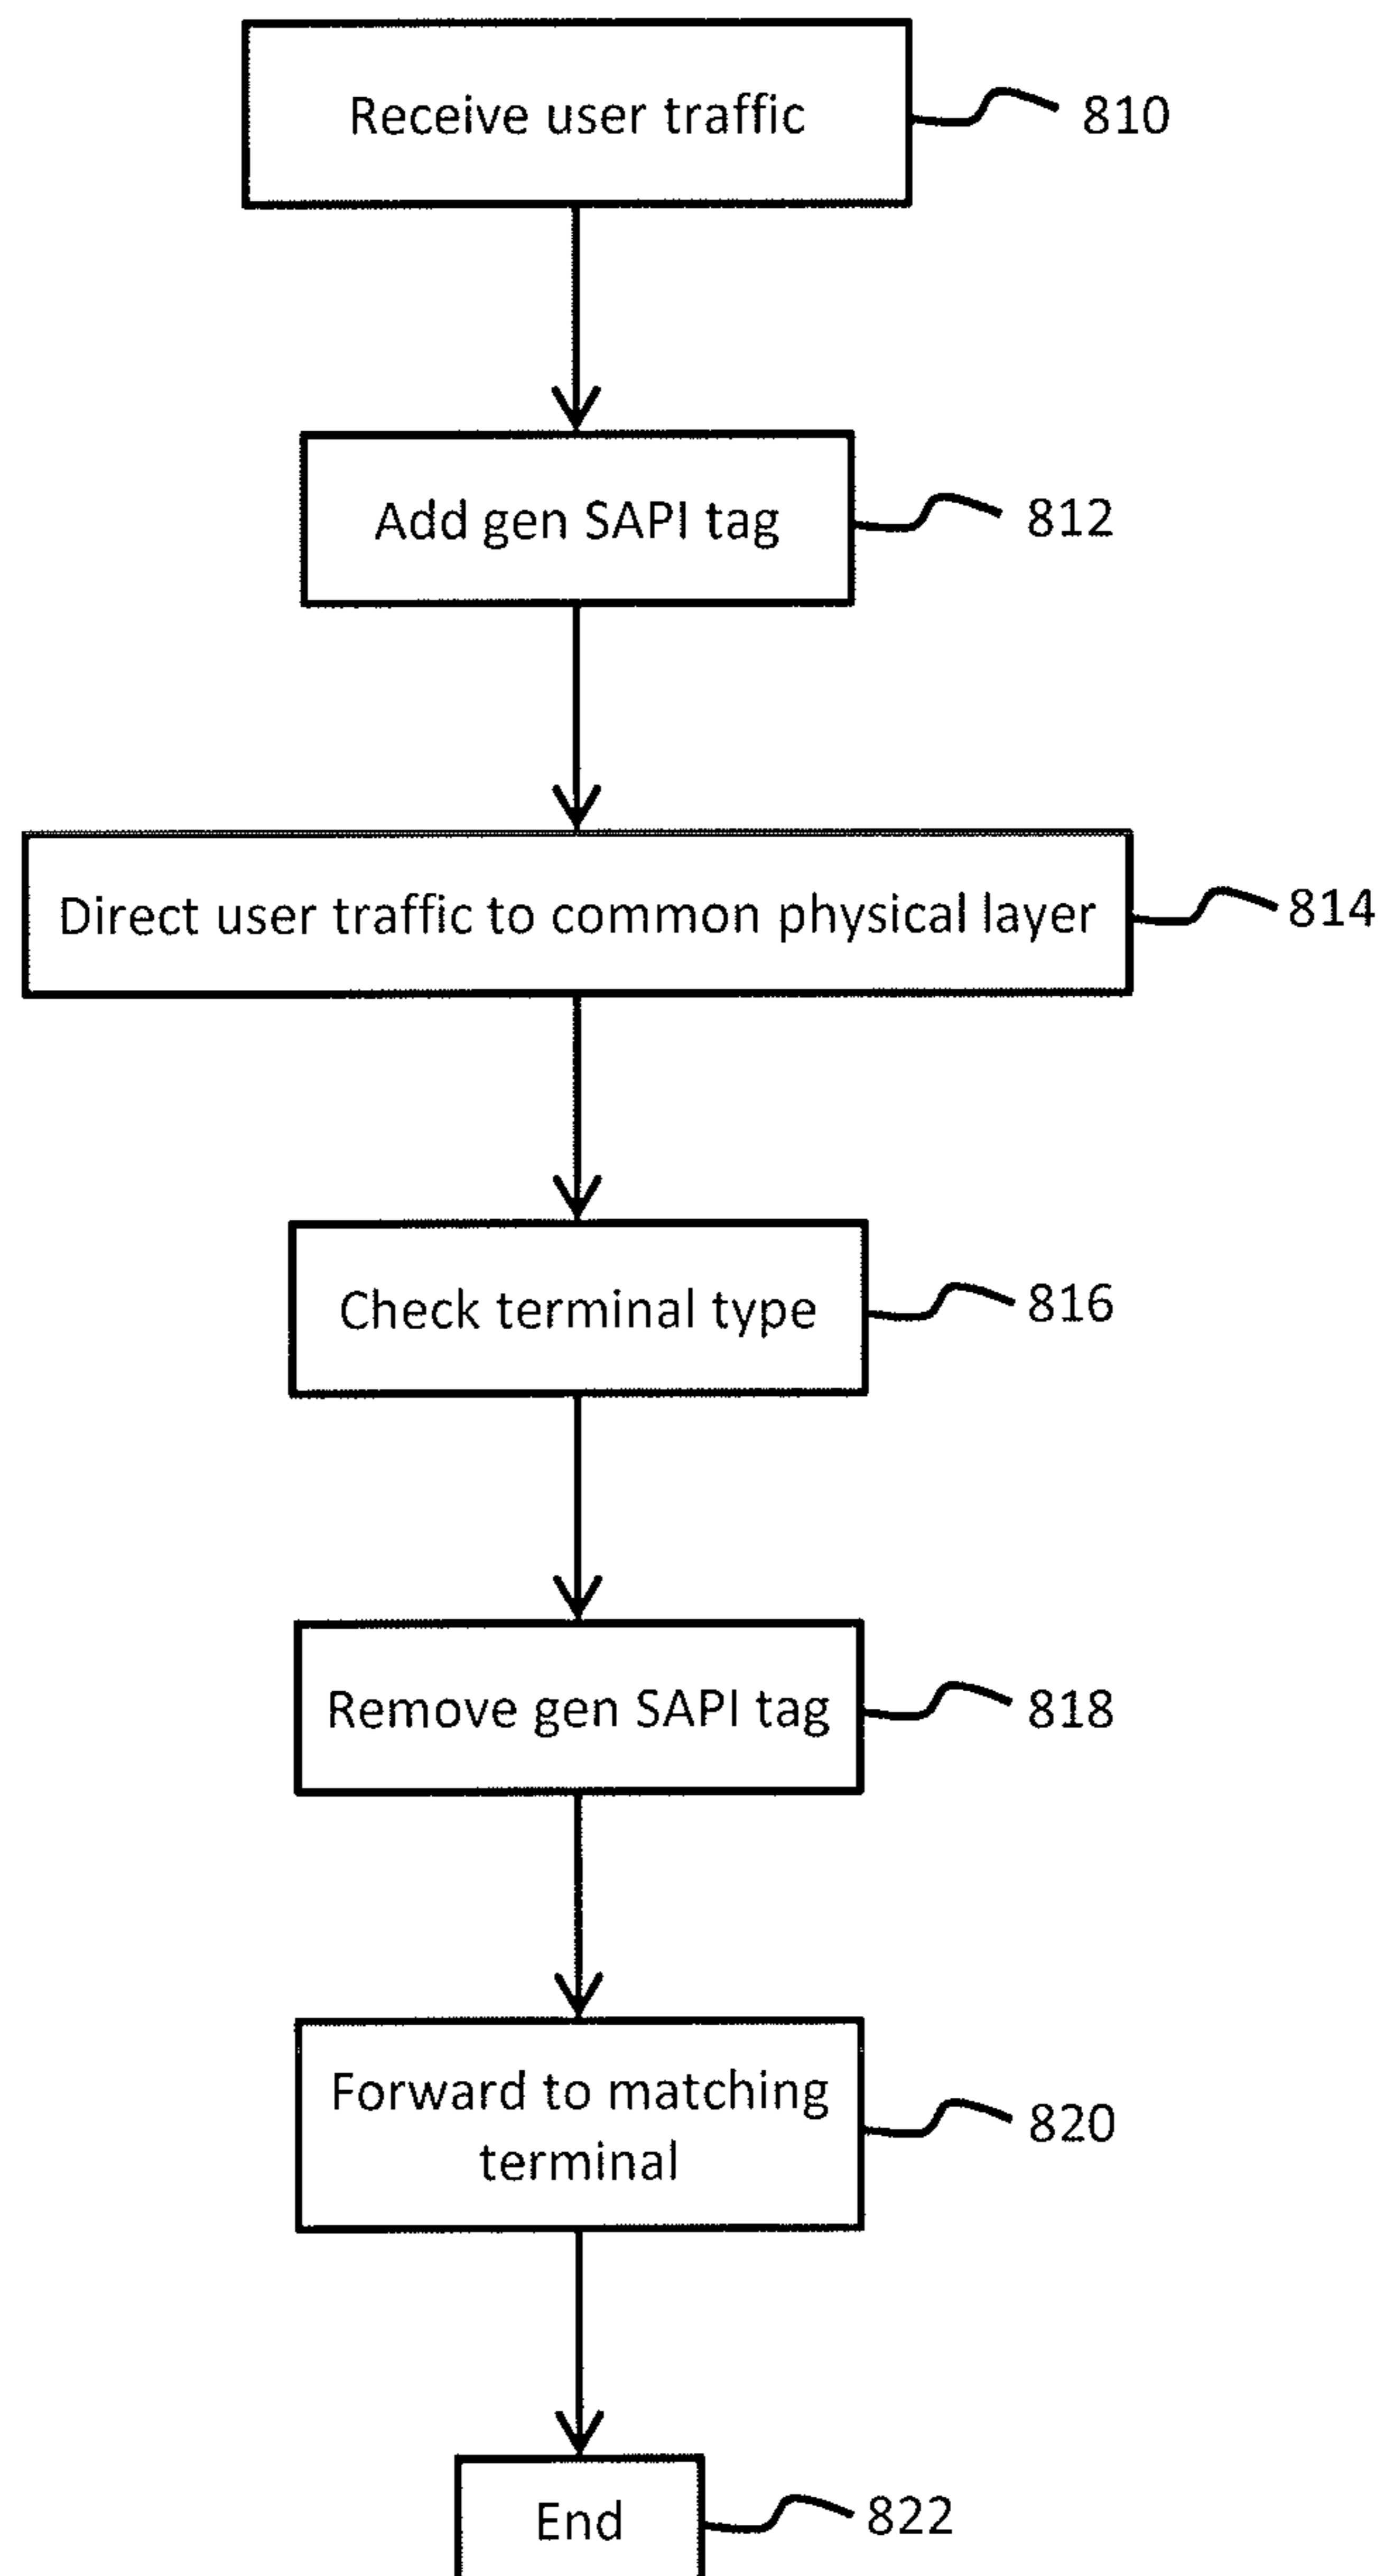 Receive user traffic
810
Add gen SAPI tag
812
Direct user traffic to common physical layer
814
Check terminal type
816
Remove gen SAPI tag
818
Forward to matching
terminal
820
End
822